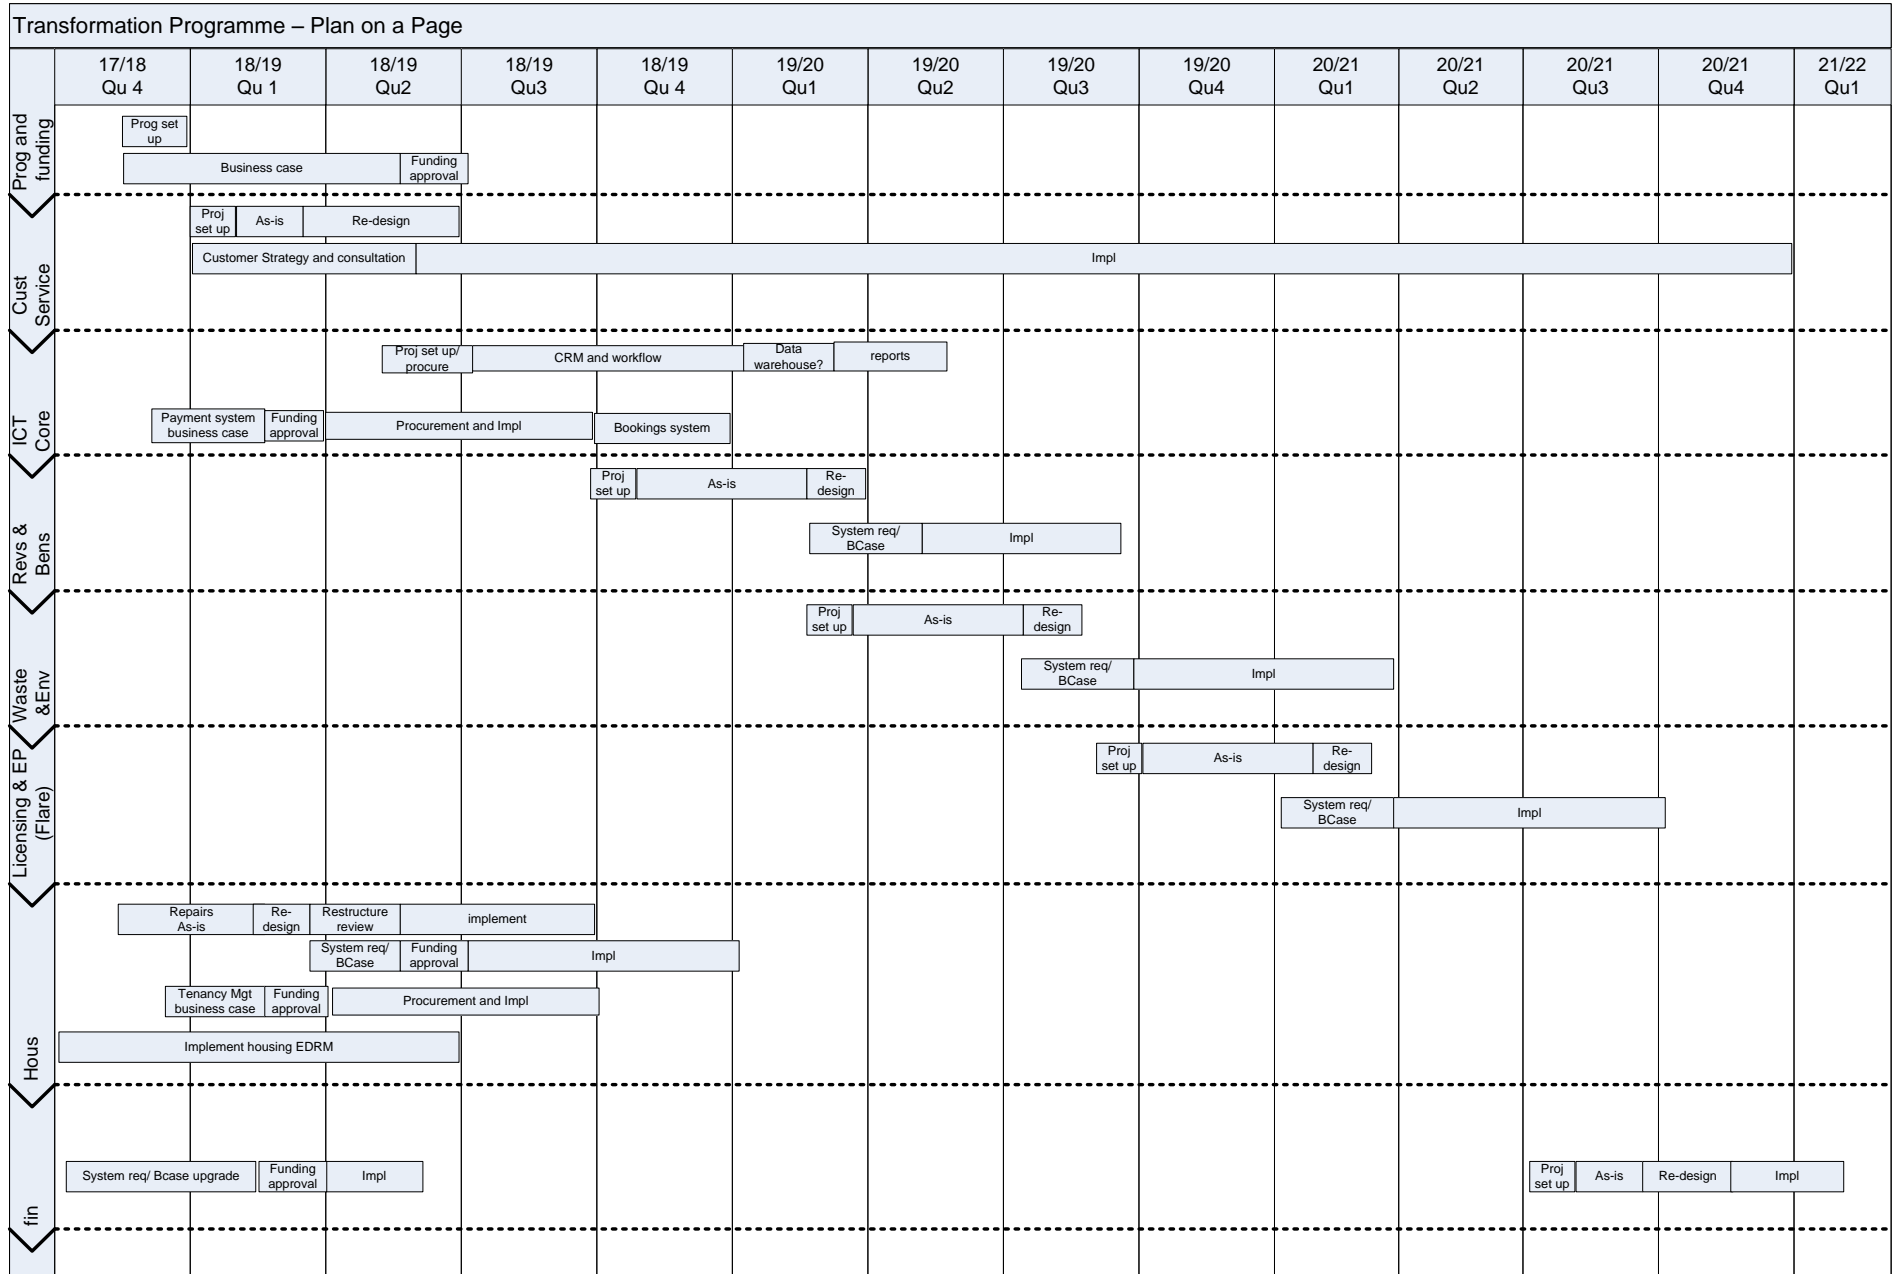 Transformation Programme – Plan on a Page
17/18
Qu 4
18/19
Qu 1
18/19
Qu2
18/19
Qu3
18/19
Qu 4
19/20
Qu1
19/20
Qu2
19/20
Qu3
19/20
Qu4
20/21
Qu1
20/21
Qu2
20/21
Qu3
20/21
Qu4
21/22
Qu1
Prog and
funding
Prog set
up
Business case
Funding
approval
Cust
Service
Proj
set up
As-is
Re-design
Customer Strategy and consultation
Impl
ICT
Core
Proj set up/
procure
CRM and workflow
Data
warehouse?
reports
Payment system
business case
Funding
approval
Procurement and Impl
Bookings system
Revs &
Bens
Proj
set up
As-is
Re-
design
System req/
BCase
Impl
Waste
&Env
Proj
set up
As-is
Re-
design
System req/
BCase
Impl
Licensing & EP
(Flare)
Proj
set up
As-is
Re-
design
System req/
BCase
Impl
Hous
Repairs
As-is
Re-
design
Restructure
review
implement
System req/
BCase
Funding
approval
Impl
Tenancy Mgt
business case
Funding
approval
Procurement and Impl
Implement housing EDRM
fin
System req/ Bcase upgrade
Funding
approval
Impl
Proj
set up
As-is
Re-design
Impl